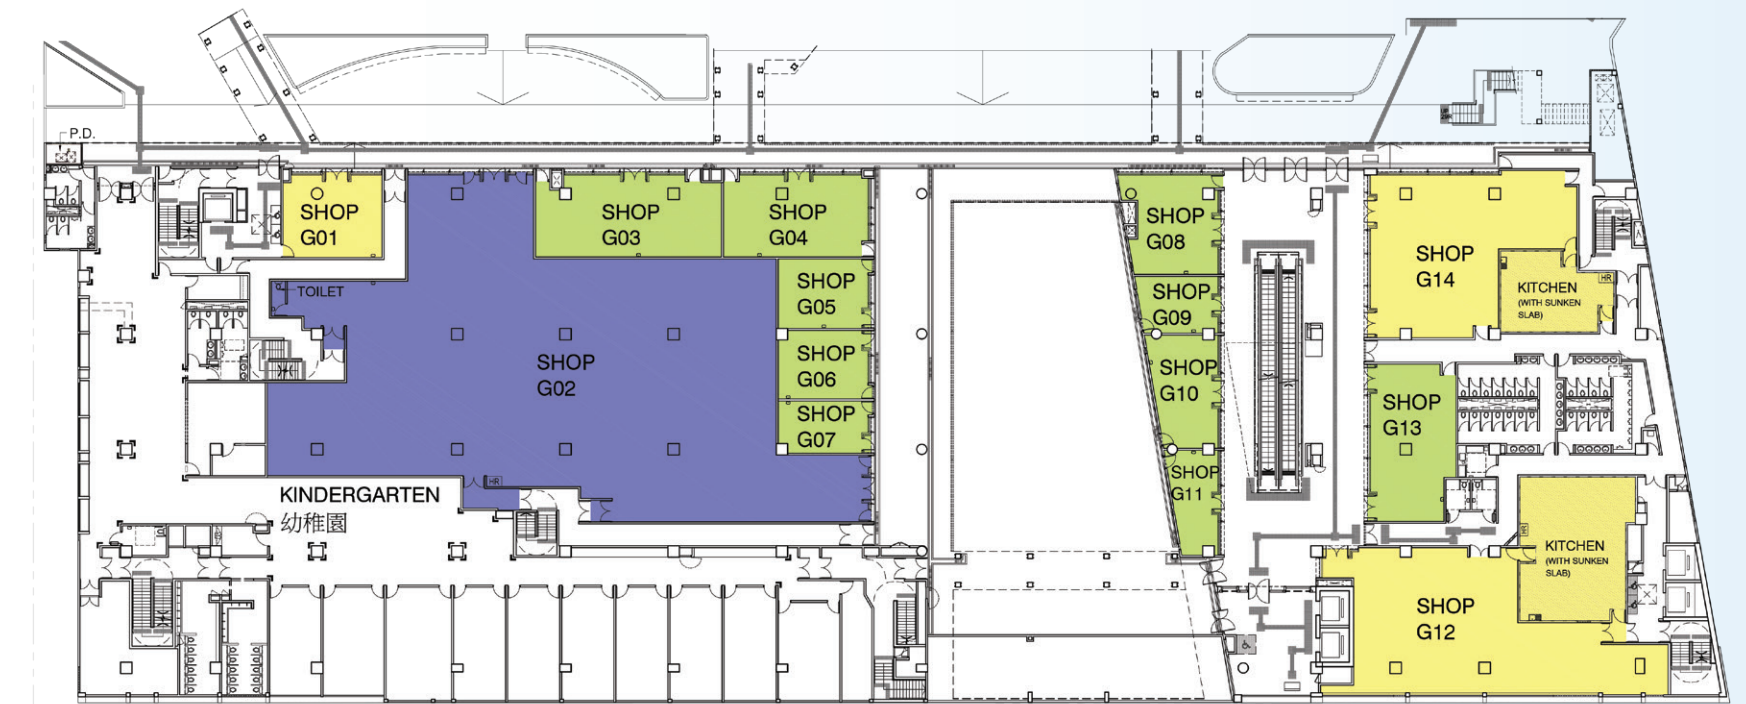 P.D.
SHOP
G01
SHOP
G03
SHOP
G04
SHOP
G08
SHOP
G14
KITCHEN
(WITH SUNKEN
SLAB)
HR
TOILET
SHOP
G05
SHOP
G09
SHOP
G02
SHOP
G06
SHOP
G10
SHOP
G07
SHOP
G13
SHOP
G11
HR
KINDERGARTEN
幼稚園
HR
KITCHEN
(WITH SUNKEN
SLAB)
SHOP
G12